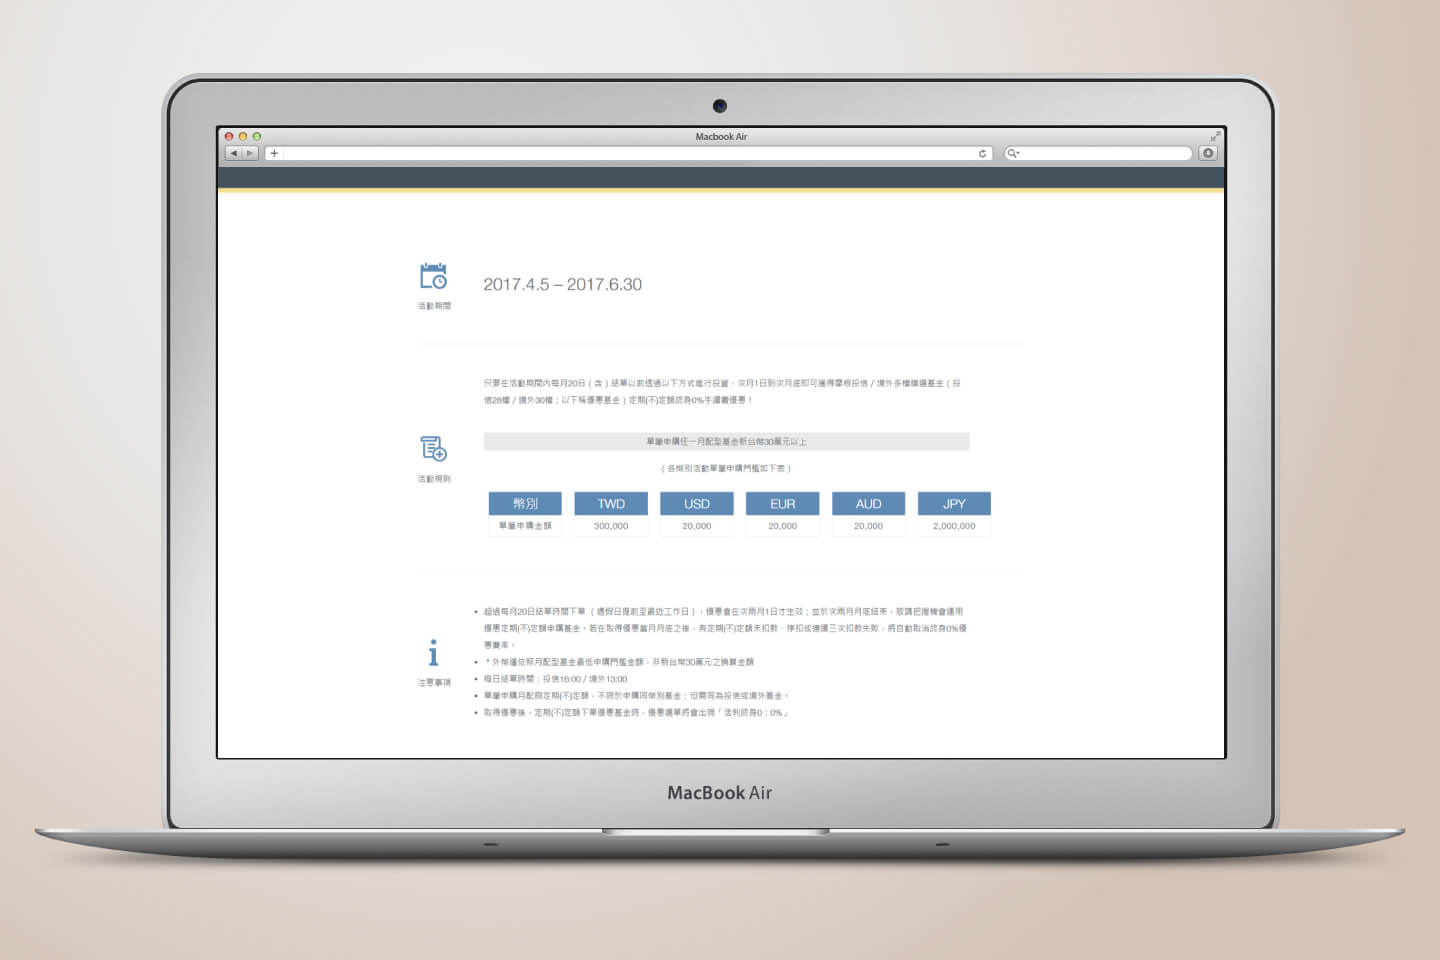 Macbook Air
2017.4.5 – 2017.6.30
活動期間
只要在活動期間內每月20日（含）結單以前透過以下方式進行投資，次月1日到次月底即可獲得摩根投信 / 境外多檔精選基金（投
信28檔 / 境外30檔；以下稱優惠基金）定期(不)定額終身0%手續費優惠！
單筆申購任一月配型基金新台幣30萬元以上
（各幣別活動單筆申購門檻如下表）
活動規則
幣別 TWD USD EUR AUD JPY
單筆申購金額 300,000 20,000 20,000 20,000 2,000,000
• 超過每月20日結單時間下單（遇假日提前至最近工作日），優惠會在次兩月1日才生效；並於次兩月月底結束，敬請把握機會運用
優惠定期(不)定額申購基金。若在取得優惠當月月底之後，有定期(不)定額未扣款、停扣或連續三次扣款失敗，將自動取消終身0%優
惠費率。
• ＊外幣僅依照月配型基金最低申購門檻金額，非新台幣30萬元之換算金額
• 每日結單時間：投信16:00 / 境外13:00
注意事項
• 單筆申購月配與定期(不)定額，不限於申購同幣別基金；但需同為投信或境外基金。
• 取得優惠後，定期(不)定額下單優惠基金時，優惠選單將會出現「活利終身0：0%」
MacBook Air